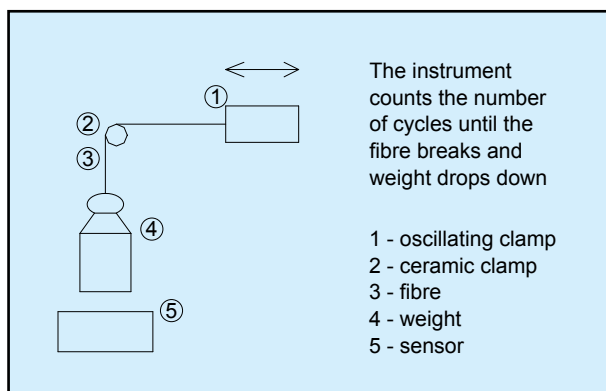 1
2
3
4
5
The instrument
counts the number
of cycles until the
fibre breaks and
weight drops down
1 - oscillating clamp
2 - ceramic clamp
3 - fibre
4 - weight
5 - sensor